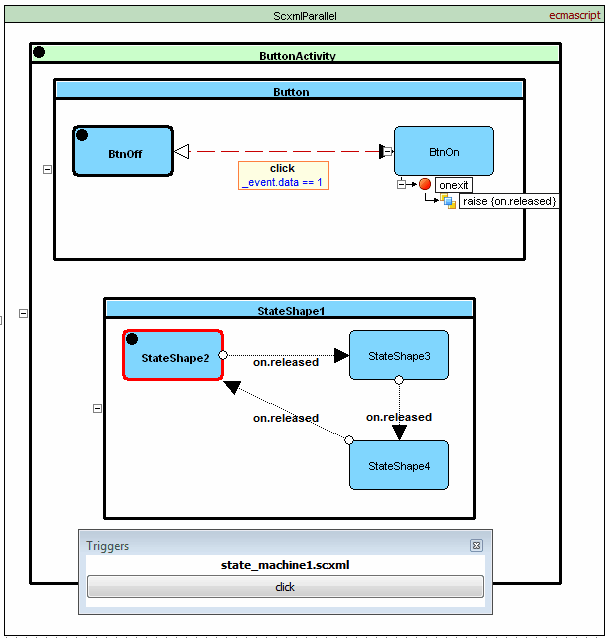 ScxmlParallel
ecmascript
ButtonActivity
Button
BtnOff
BtnOn
click
_event.data == 1
onexit
raise {on.released}
StateShape1
StateShape2
on.released
StateShape3
on.released
on.released
StateShape4
Triggers
state_machine1.scxml
click